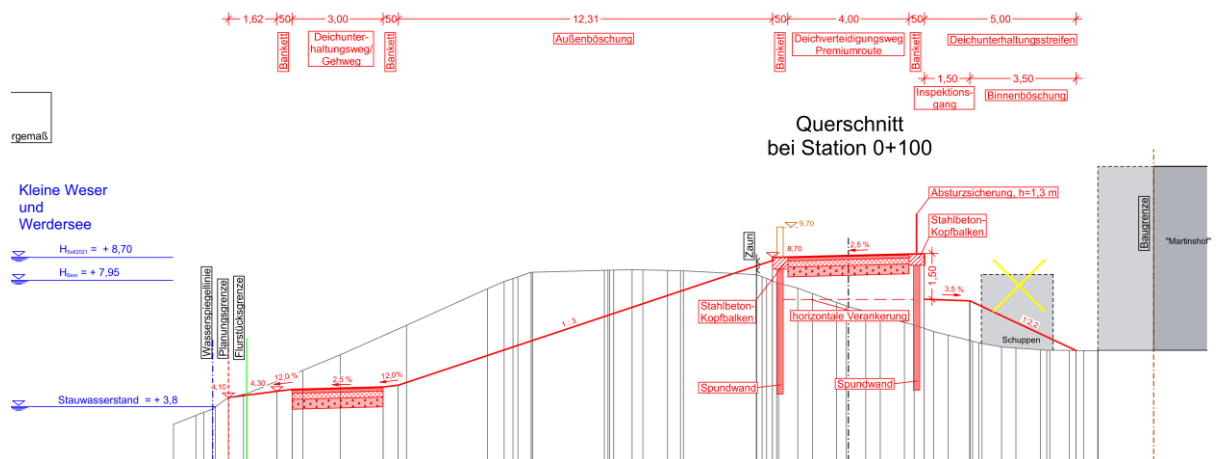 1,62
50
3,00
50
12,31
50
4,00
50
5,00
Bankett
Deichunter-
haltungsweg/
Gehweg
Bankett
Außenböschung
Bankett
Deichverteidigungsweg
Premiumroute
Bankett
Deichunterhaltungsstreifen
1,50
3,50
Inspektions-
gang
Binnenböschung
rgemaß
Querschnitt
bei Station 0+100
Kleine Weser
und
Werdersee
HSoll2021 = + 8,70
HBem = + 7,95
Stauwasserstand = + 3,8
Wasserspiegellinie
Planungsgrenze
Flurstücksgrenze
4,10
4,30
12,0 %
2,5 %
12,0%
1 : 3
Zaun
9,70
8,70
2,5 %
Absturzsicherung, h=1,3 m
Stahlbeton-
Kopfbalken
1,50
Stahlbeton-
Kopfbalken
horizontale Verankerung
3,5 %
1:2,2
Schuppen
Spundwand
Spundwand
Baugrenze
"Martinshof"